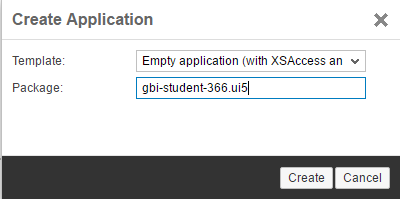 Create Application
Template: Empty application (with XSAccess an
Package: gbi-student-366.ui5
Create Cancel